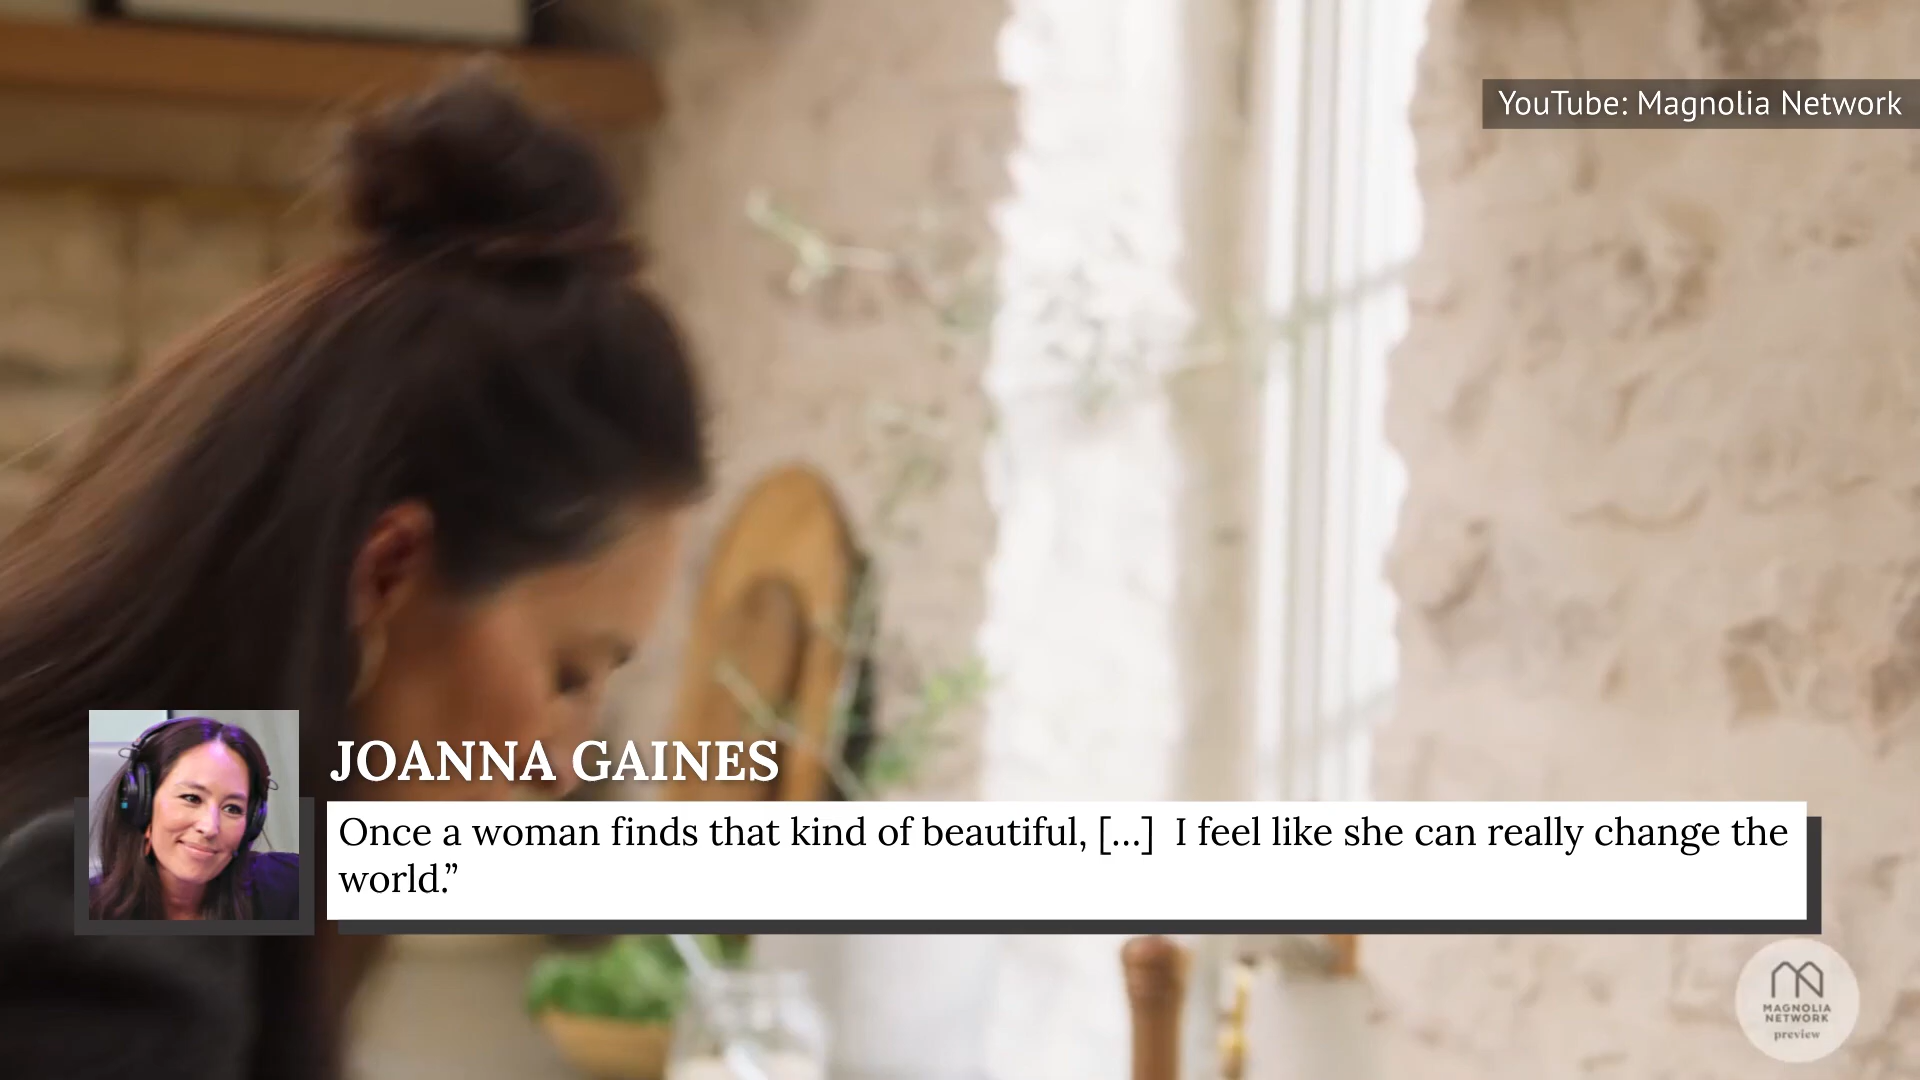 YouTube: Magnolia Network
JOANNA GAINES
Once a woman finds that kind of beautiful, [...]  I feel like she can really change the
world.”
MAGNOLIA
NETWORK
preview